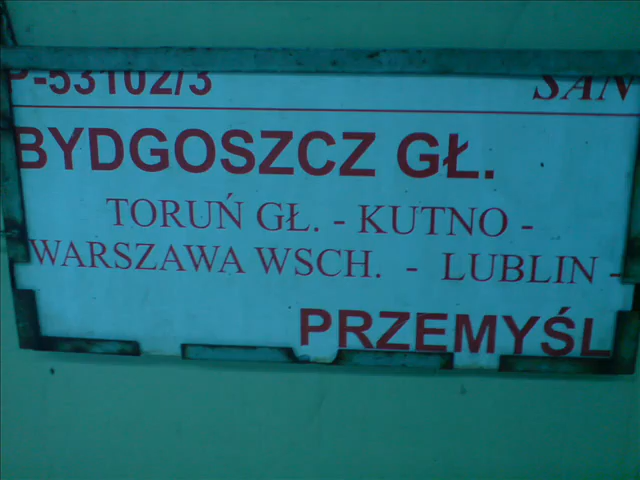 P-53102/3 SAN
BYDGOSZCZ GŁ.
TORUŃ GŁ. - KUTNO -
WARSZAWA WSCH. - LUBLIN -
PRZEMYŚL